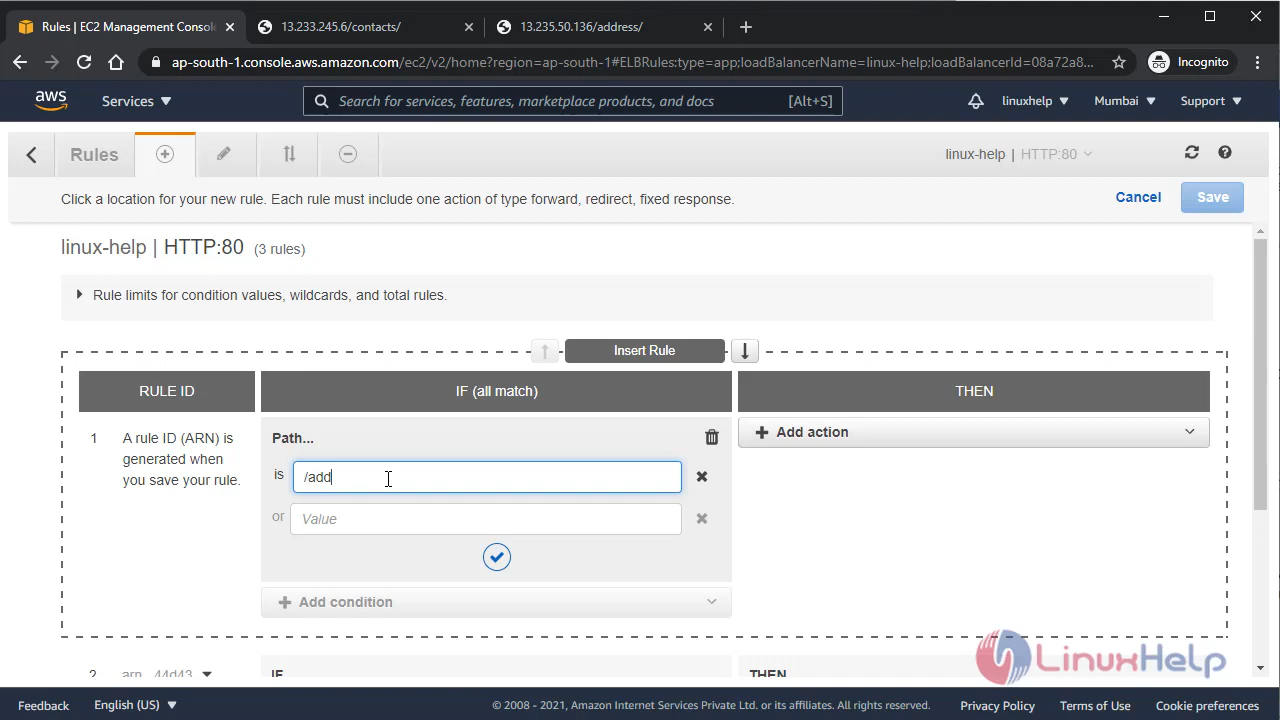 Rules | EC2 Management Consol
13.233.245.6/contacts/
13.235.50.136/address/
ap-south-1.console.aws.amazon.com/ec2/v2/home?region=ap-south-1#ELBRules:type=app;loadBalancerName=linux-help;loadBalancerId=08a72a8...
Incognito
aws
Services
Search for services, features, marketplace products, and docs
[Alt+S]
linuxhelp
Mumbai
Support
Rules
linux-help | HTTP:80
Click a location for your new rule. Each rule must include one action of type forward, redirect, fixed response.
Cancel
Save
linux-help | HTTP:80 (3 rules)
Rule limits for condition values, wildcards, and total rules.
Insert Rule
RULE ID
IF (all match)
THEN
1
A rule ID (ARN) is
generated when
you save your rule.
Path...
is
/add
or
Value
Add condition
Add action
2
arn...44d43
IF
THEN
LinuxHelp
Feedback
English (US)
© 2008 - 2021, Amazon Internet Services Private Ltd. or its affiliates. All rights reserved.
Privacy Policy
Terms of Use
Cookie preferences